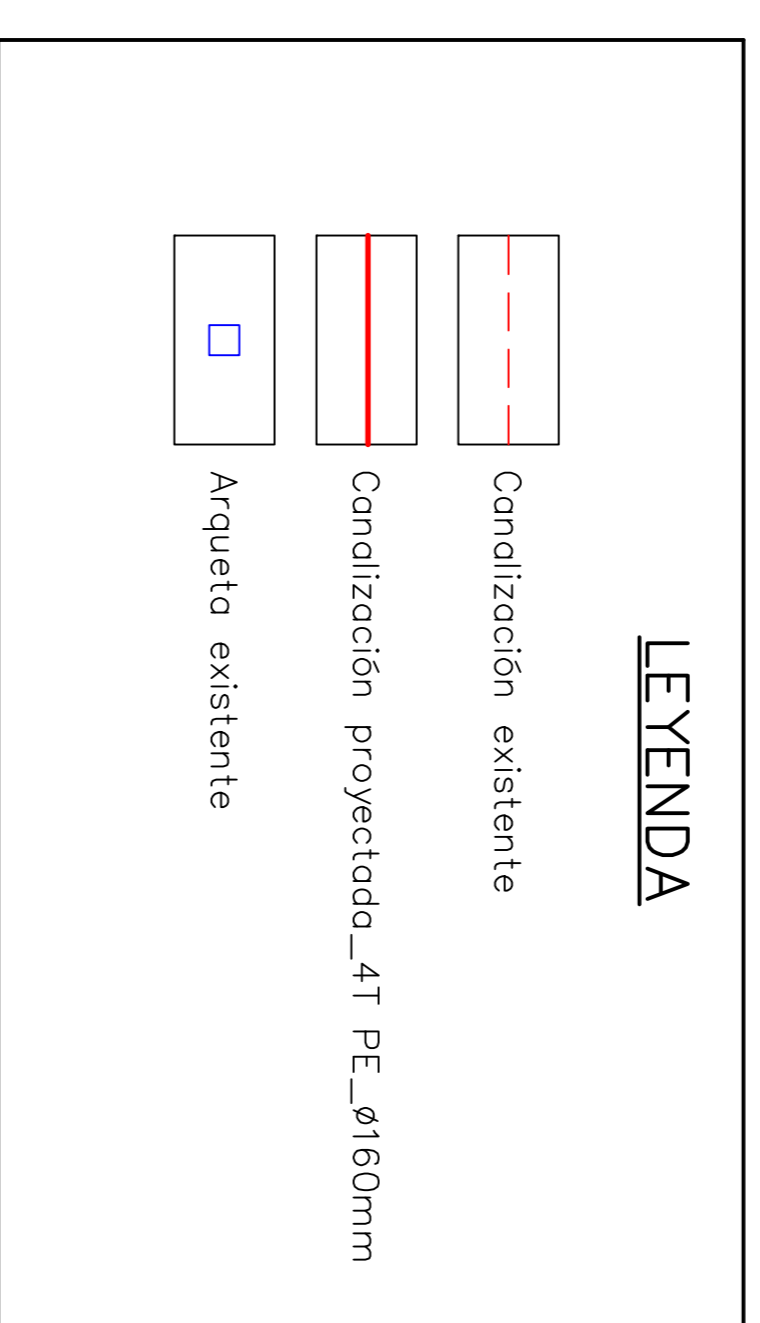 LEYENDA
Canalización existente
Canalización proyectada_4T PE_Ø160mm
Arqueta existente